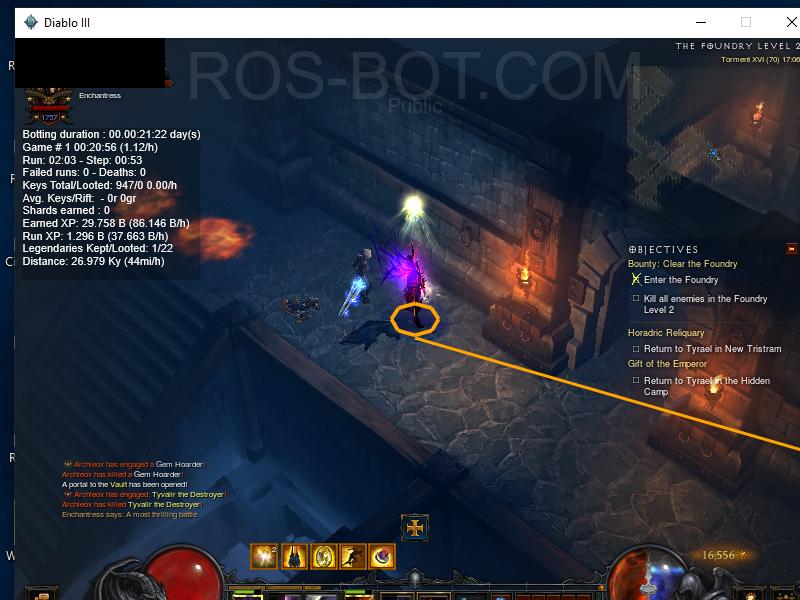 Diablo III
THE FOUNDRY LEVEL 2
Torment XVI (70) 17:06
ROS-BOT.COM
Public
Enchantress
1757
Botting duration : 00.00:21:22 day(s)
Game # 1 00:20:56 (1.12/h)
Run: 02:03 - Step: 00:53
Failed runs: 0 - Deaths: 0
Keys Total/Looted: 947/0 0.00/h
Avg. Keys/Rift: - 0r 0gr
Shards earned : 0
Earned XP: 29.758 B (86.146 B/h)
Run XP: 1.296 B (37.663 B/h)
Legendaries Kept/Looted: 1/22
Distance: 26.979 Ky (44mi/h)
OBJECTIVES
Bounty: Clear the Foundry
Enter the Foundry
Kill all enemies in the Foundry
Level 2
Horadric Reliquary
Return to Tyrael in New Tristram
Gift of the Emperor
Return to Tyrael in the Hidden
Camp
Archleox has engaged a Gem Hoarder!
Archleox has killed a Gem Hoarder!
A portal to the Vault has been opened!
Archleox has engaged: Tyvalir the Destroyer!
Archleox has killed Tyvalir the Destroyer!
Enchantress says: A most thrilling battle.
2
16,556